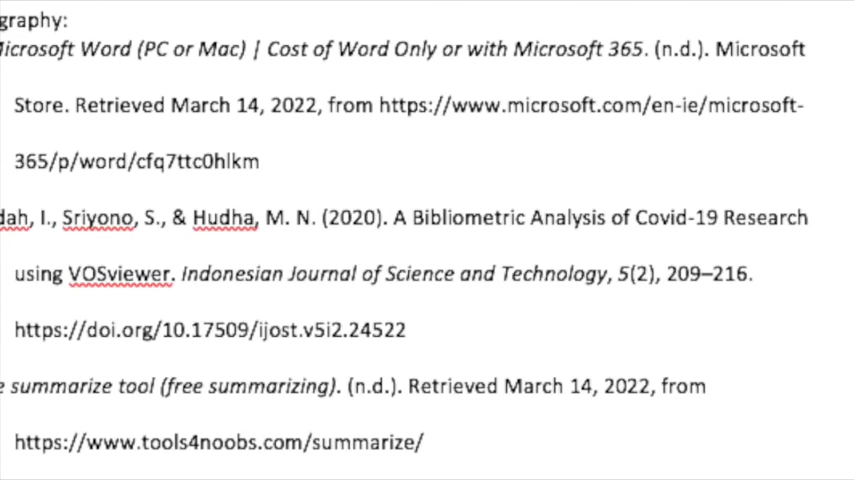 Microsoft Word (PC or Mac) | Cost of Word Only or with Microsoft 365. (n.d.). Microsoft
Store. Retrieved March 14, 2022, from https://www.microsoft.com/en-ie/microsoft-
365/p/word/cfq7ttc0hlkm
I., Sriyono, S., & Hudha, M. N. (2020). A Bibliometric Analysis of Covid-19 Research
using VOSviewer. Indonesian Journal of Science and Technology, 5(2), 209–216.
https://doi.org/10.17509/ijost.v5i2.24522
summarize tool (free summarizing). (n.d.). Retrieved March 14, 2022, from
https://www.tools4noobs.com/summarize/